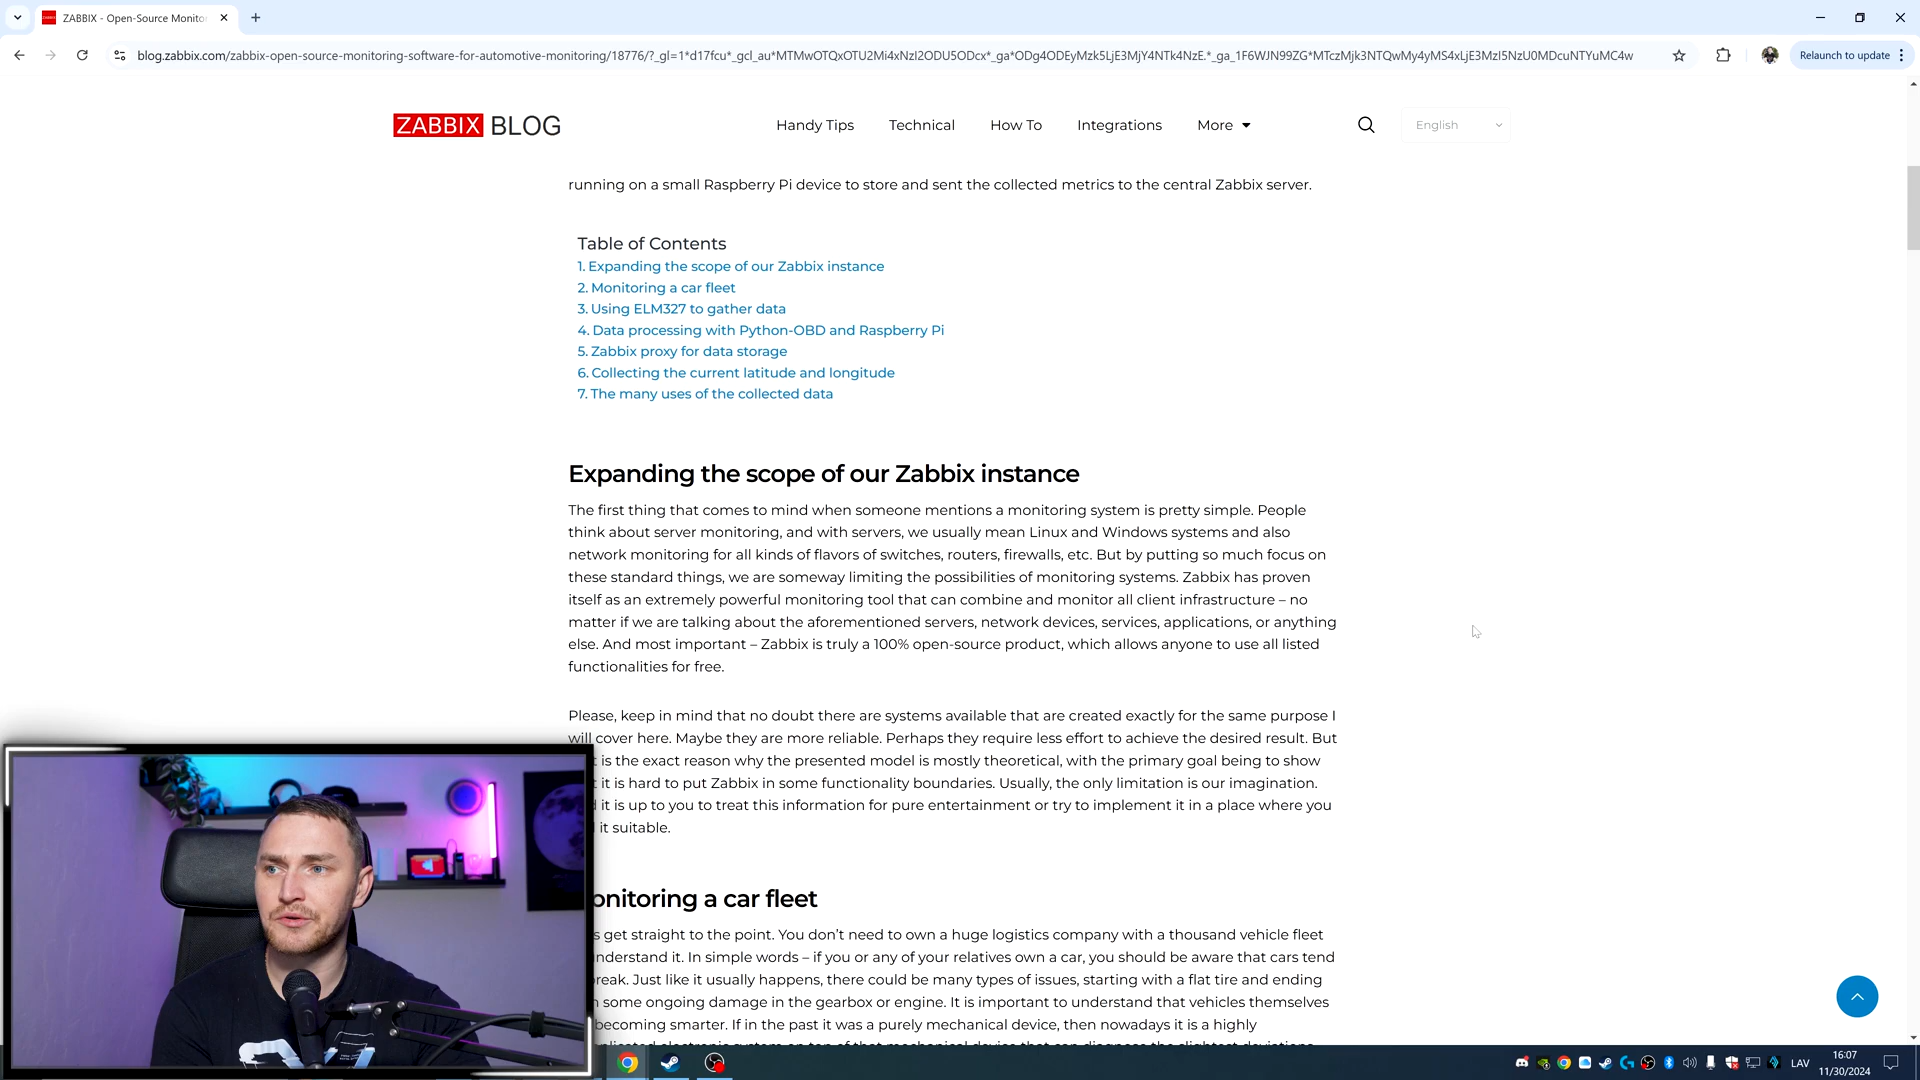 ZABBIX - Open-Source Monitor
blog.zabbix.com/zabbix-open-source-monitoring-software-for-automotive-monitoring/18776/?_gl=1*d17fcu*_gcl_au*MTMwOTQxOTU2Mi4xNzI2ODU5ODcx*_ga*ODg4ODEyMzk5LjE3MjY4NTk4NzE.*_ga_1F6WJN99ZG*MTczMjk3NTQwMy4yMS4xLjE3MzI5NzU0MDcuNTYuMC4w
Relaunch to update
ZABBIX BLOG
Handy Tips
Technical
How To
Integrations
More
English
running on a small Raspberry Pi device to store and sent the collected metrics to the central Zabbix server.
Table of Contents
1. Expanding the scope of our Zabbix instance
2. Monitoring a car fleet
3. Using ELM327 to gather data
4. Data processing with Python-OBD and Raspberry Pi
5. Zabbix proxy for data storage
6. Collecting the current latitude and longitude
7. The many uses of the collected data
Expanding the scope of our Zabbix instance
The first thing that comes to mind when someone mentions a monitoring system is pretty simple. People
think about server monitoring, and with servers, we usually mean Linux and Windows systems and also
network monitoring for all kinds of flavors of switches, routers, firewalls, etc. But by putting so much focus on
these standard things, we are someway limiting the possibilities of monitoring systems. Zabbix has proven
itself as an extremely powerful monitoring tool that can combine and monitor all client infrastructure – no
matter if we are talking about the aforementioned servers, network devices, services, applications, or anything
else. And most important – Zabbix is truly a 100% open-source product, which allows anyone to use all listed
functionalities for free.
Please, keep in mind that no doubt there are systems available that are created exactly for the same purpose I
will cover here. Maybe they are more reliable. Perhaps they require less effort to achieve the desired result. But
is the exact reason why the presented model is mostly theoretical, with the primary goal being to show
it is hard to put Zabbix in some functionality boundaries. Usually, the only limitation is our imagination.
it is up to you to treat this information for pure entertainment or try to implement it in a place where you
it suitable.
onitoring a car fleet
get straight to the point. You don't need to own a huge logistics company with a thousand vehicle fleet
nderstand it. In simple words – if you or any of your relatives own a car, you should be aware that cars tend
reak. Just like it usually happens, there could be many types of issues, starting with a flat tire and ending
some ongoing damage in the gearbox or engine. It is important to understand that vehicles themselves
becoming smarter. If in the past it was a purely mechanical device, then nowadays it is a highly
LAV
16:07
11/30/2024